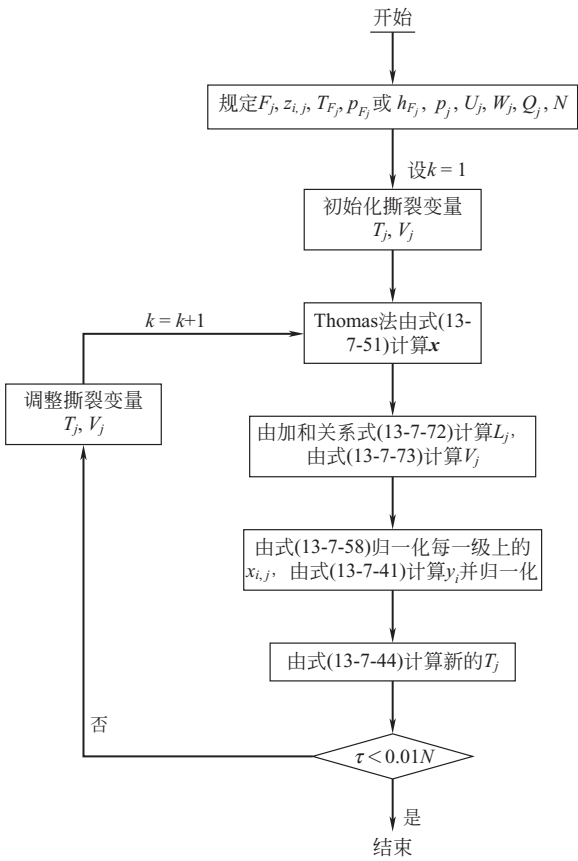 开始
规定F_j, z_{i, j}, T_{F_j}, p_{F_j}或 h_{F_j}, p_j, U_j, W_j, Q_j, N
设k = 1
初始化撕裂变量
T_j, V_j
k = k+1
Thomas法由式(13-
7-51)计算x
调整撕裂变量
T_j, V_j
由加和关系式(13-7-72)计算L_j,
由式(13-7-73)计算V_j
由式(13-7-58)归一化每一级上的
x_{i, j}, 由式(13-7-41)计算y_i并归一化
由式(13-7-44)计算新的T_j
否
τ < 0.01N
是
结束